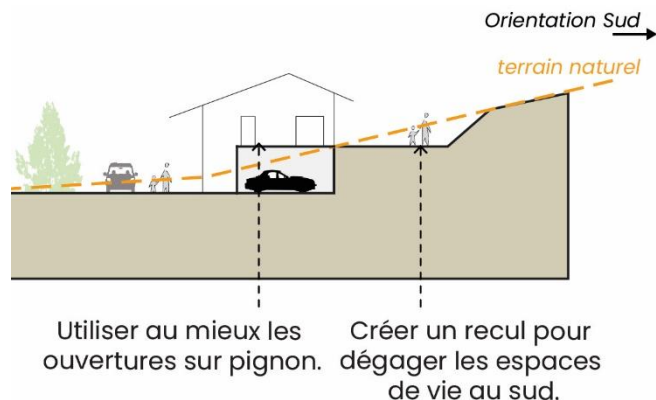 Orientation Sud
terrain naturel
Utiliser au mieux les
ouvertures sur pignon.
Créer un recul pour
dégager les espaces
de vie au sud.